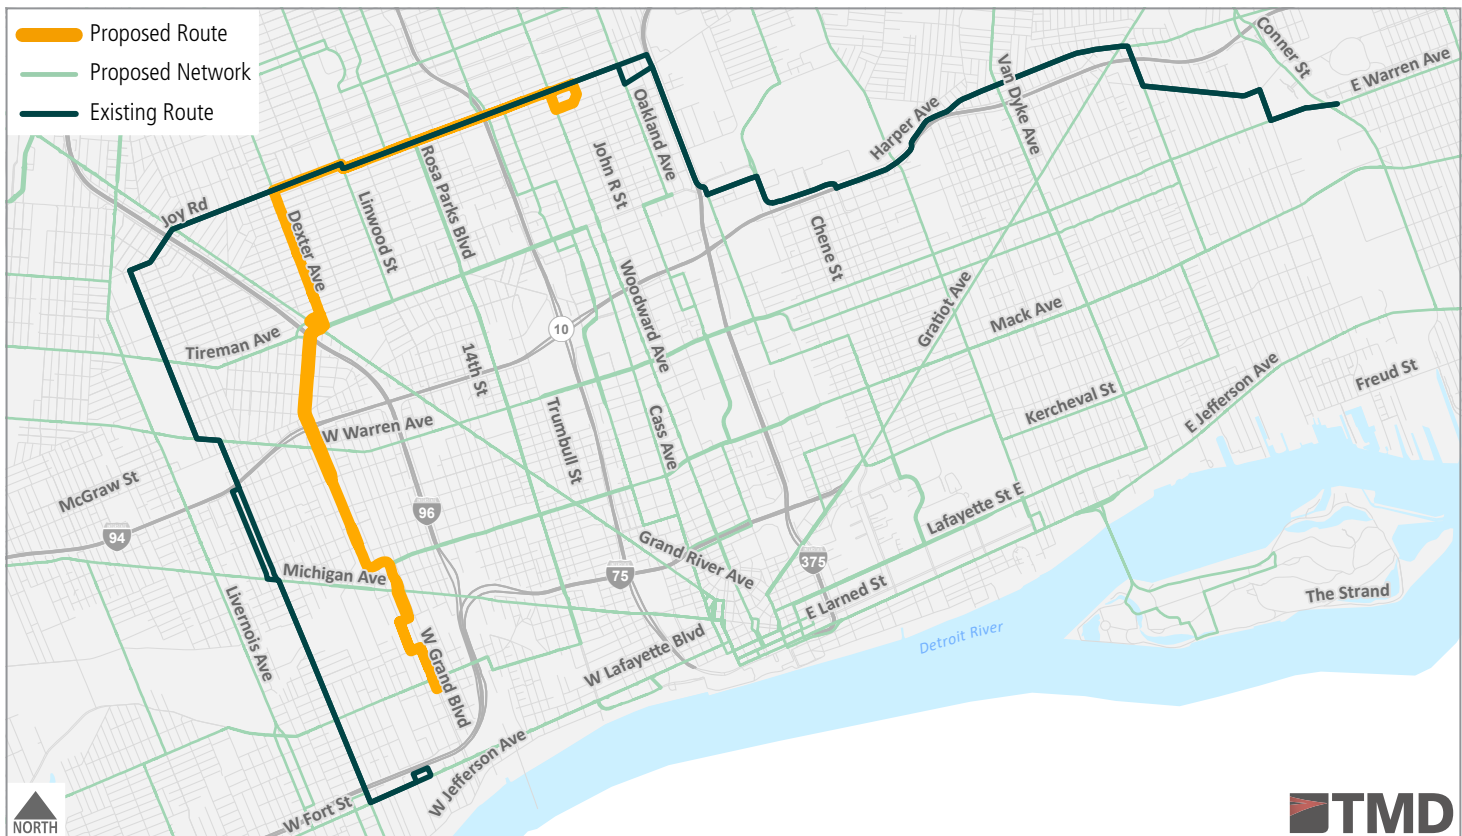 Proposed Route
Proposed Network
Existing Route
Conner St
E Warren Ave
Van Dyke Ave
Oakland Ave
Harper Ave
John R St
Rosa Parks Blvd
Linwood St
Joy Rd
Dexter Ave
Chene St
Woodward Ave
Gratiot Ave
Mack Ave
10
Tireman Ave
14th St
Freud St
E Jefferson Ave
Kercheval St
Trumbull St
Cass Ave
W Warren Ave
McGraw St
94
96
Lafayette St E
Grand River Ave
375
75
Michigan Ave
E Larned St
The Strand
Livernois Ave
W Grand Blvd
W Lafayette Blvd
Detroit River
W Jefferson Ave
W Fort St
NORTH
TMD